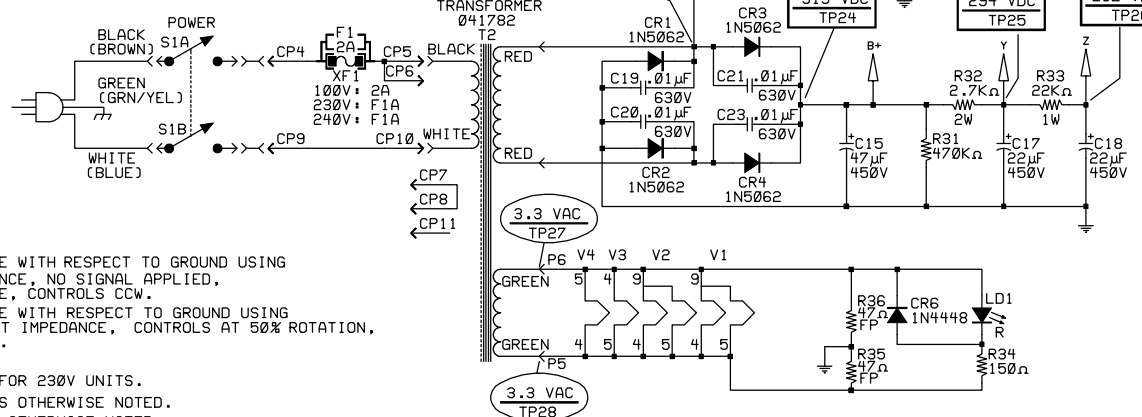 TRANSFORMER
041782
T2
POWER
S1A
BLACK
(BROWN)
GREEN
(GRN/YEL)
S1B
WHITE
(BLUE)
CP4
F1
2A
XF1
100V: 2A
230V: F1A
240V: F1A
CP5
CP6
BLACK
CP9
CP10
WHITE
CP7
CP8
CP11
RED
RED
CR1
1N5062
CR3
1N5062
C19 .01µF
630V
C21 .01µF
630V
C20 .01µF
630V
C23 .01µF
630V
CR2
1N5062
CR4
1N5062
TP24
294 VDC
TP25
B+
Y
Z
R32
2.7KΩ
2W
R33
22KΩ
1W
C15
47µF
450V
R31
470KΩ
C17
22µF
450V
C18
22µF
450V
3.3 VAC
TP27
P6
GREEN
V4 V3 V2 V1
5 4 9 9
4 5 5 4 4 5
GREEN
P5
3.3 VAC
TP28
R36
47Ω
FP
CR6
1N4448
LD1
R
R35
47Ω
FP
R34
150Ω
WITH RESPECT TO GROUND USING
NO SIGNAL APPLIED,
CONTROLS CCW.
WITH RESPECT TO GROUND USING
IMPEDANCE, CONTROLS AT 50% ROTATION,
FOR 230V UNITS.
OTHERWISE NOTED.